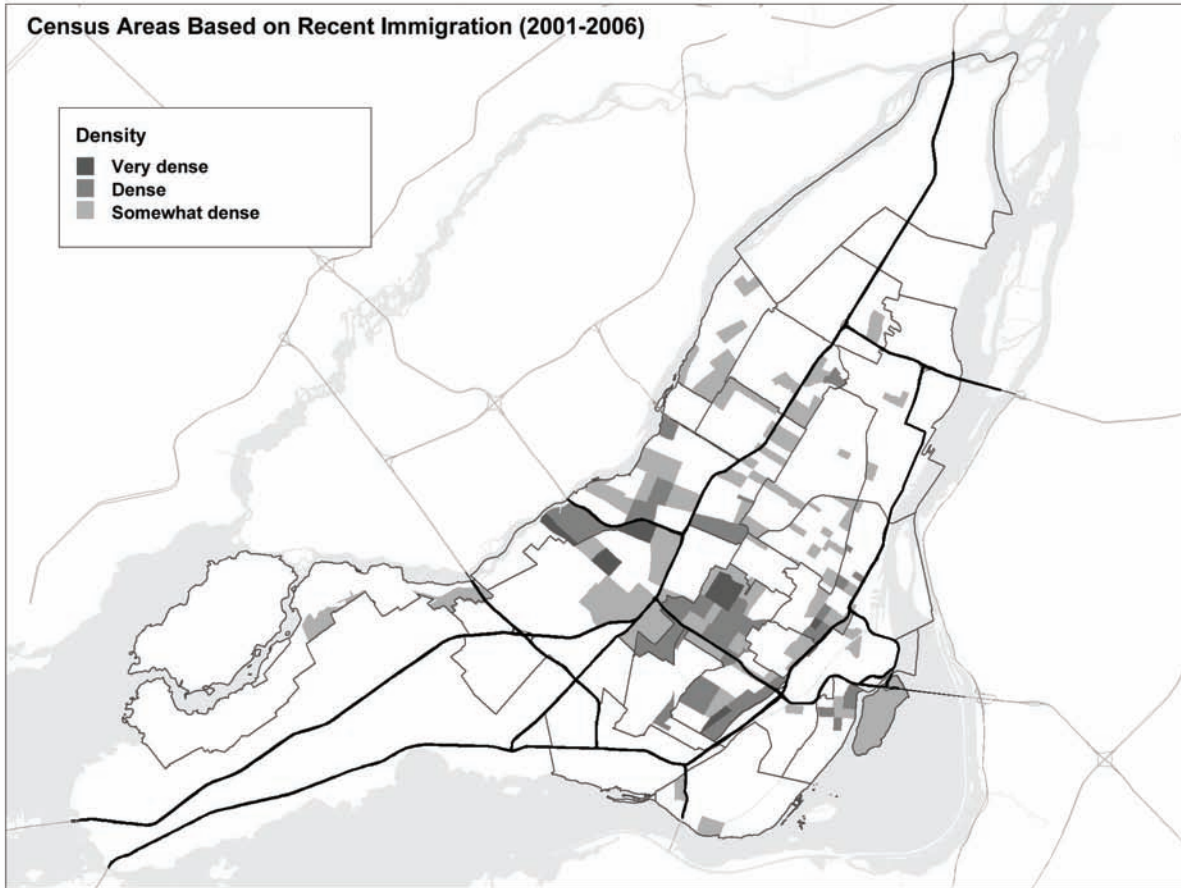 Census Areas Based on Recent Immigration (2001-2006)
Density
Very dense
Dense
Somewhat dense